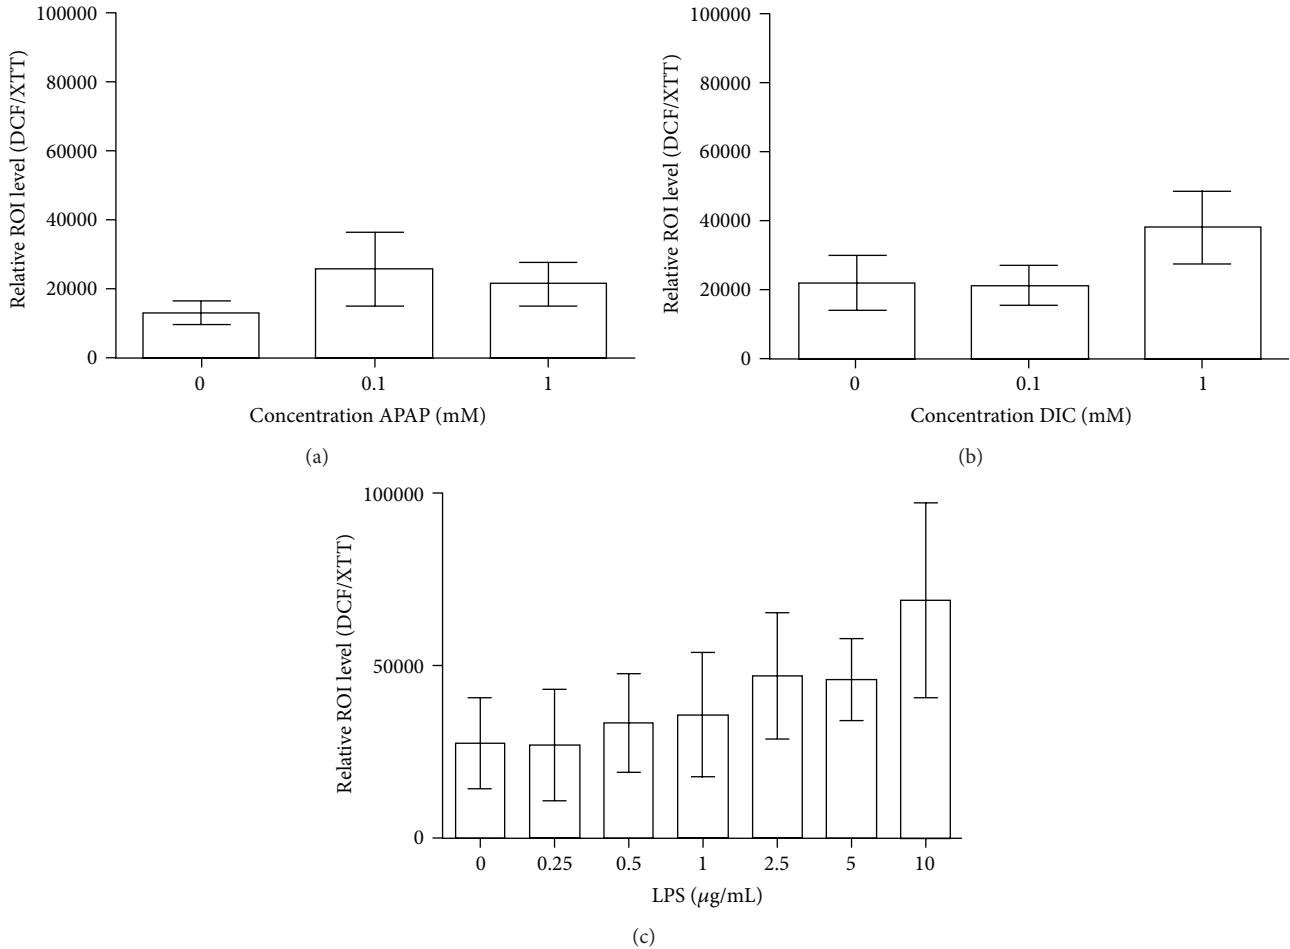 Relative ROI level (DCF/XTT)
100000
80000
60000
40000
20000
0
0 0.1 1
Concentration APAP (mM)
(a)
Relative ROI level (DCF/XTT)
100000
80000
60000
40000
20000
0
0 0.1 1
Concentration DIC (mM)
(b)
Relative ROI level (DCF/XTT)
100000
50000
0
0 0.25 0.5 1 2.5 5 10
LPS (μg/mL)
(c)